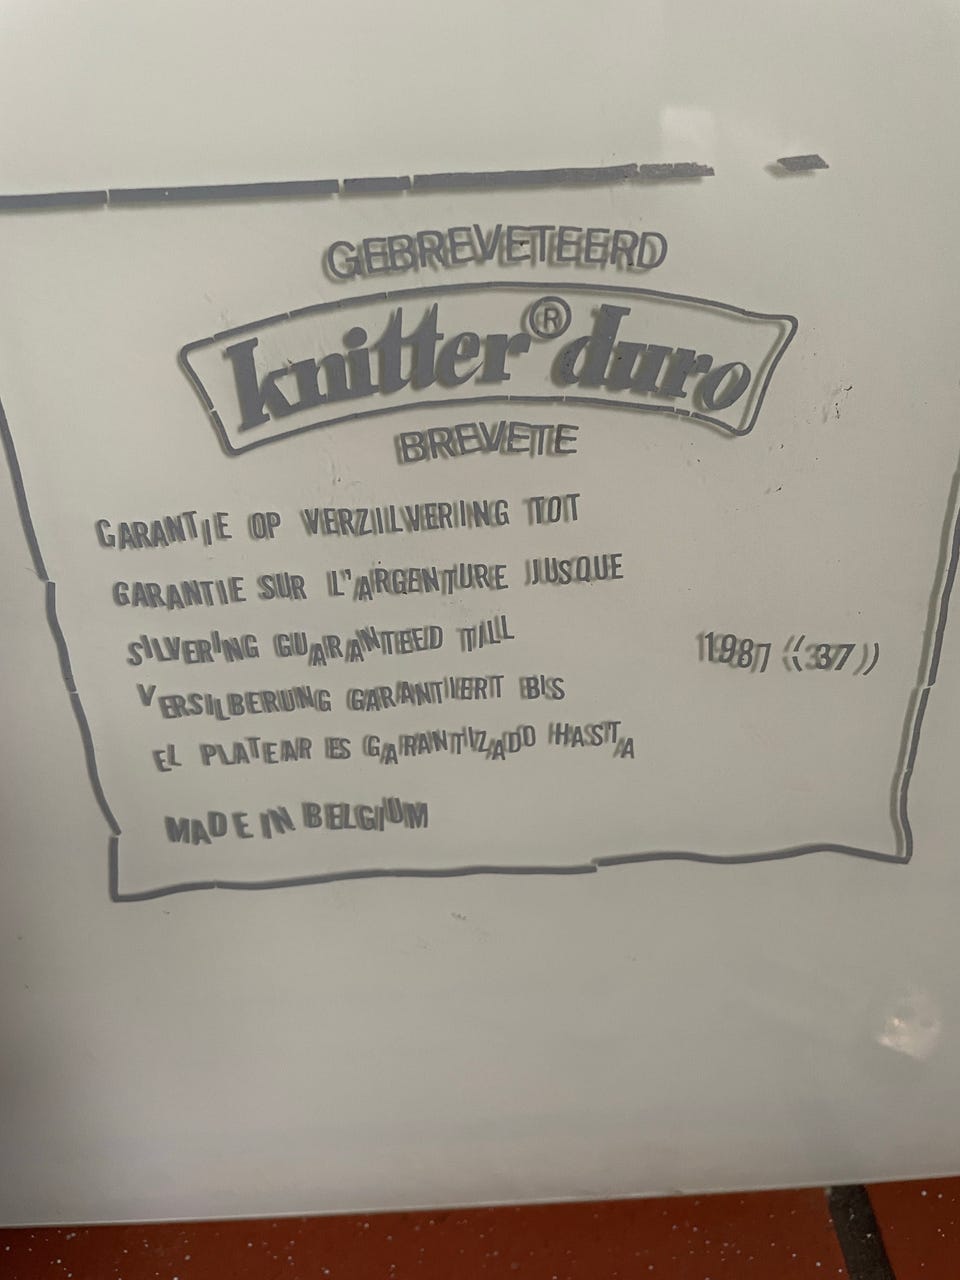 GEBREVETEERD
knitter® duro
BREVETE
GARANTIE OP VERZILVERING TOT
GARANTIE SUR L'ARGENTURE JUSQUE
SILVERING GUARANTEED TILL
VERSILBERUNG GARANTIERT BIS
EL PLATEAR ES GARANTIZADO HASTA
1987 (37)
MADE IN BELGIUM